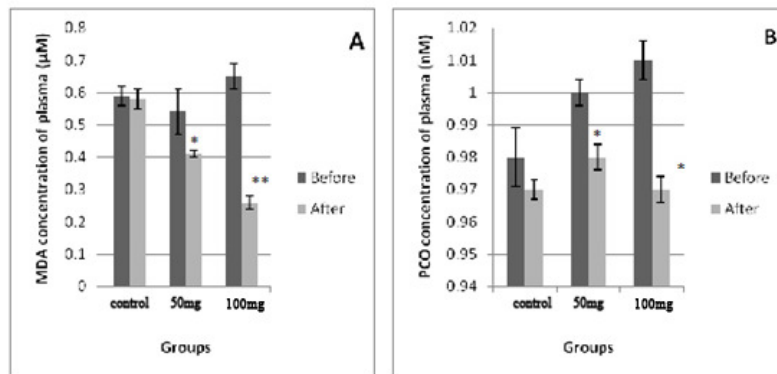 A
MDA concentration of plasma (µM)
0.8
0.7
0.6
0.5
0.4
0.3
0.2
0.1
0
*
**
control
50mg
100mg
Groups
Before
After
B
PCO concentration of plasma (nM)
1.02
1.01
1
0.99
0.98
0.97
0.96
0.95
0.94
*
*
control
50mg
100mg
Groups
Before
After